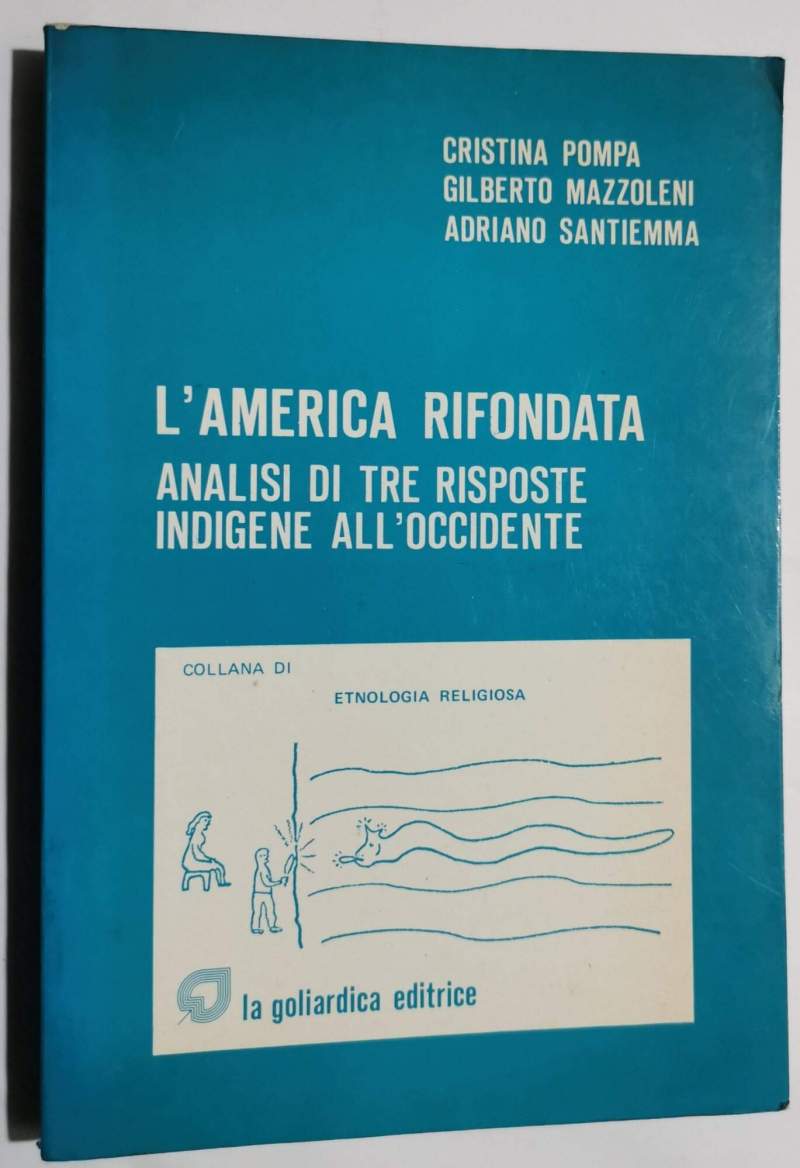 CRISTINA POMPA
GILBERTO MAZZOLENI
ADRIANO SANTIEMMA
L'AMERICA RIFONDATA
ANALISI DI TRE RISPOSTE
INDIGENE ALL'OCCIDENTE
COLLANA DI
ETNOLOGIA RELIGIOSA
la goliardica editrice